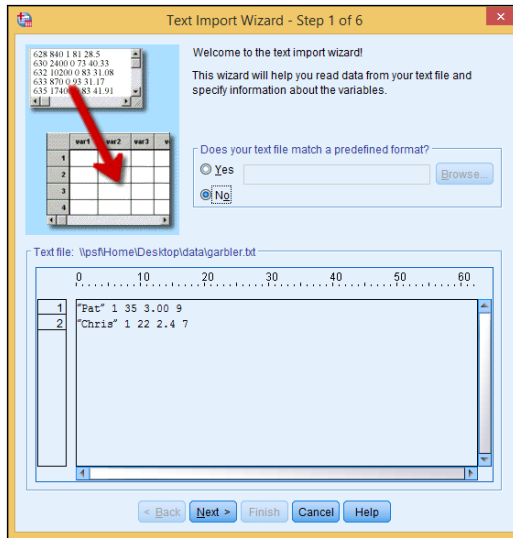 Text Import Wizard - Step 1 of 6
×
628 840 1 81 28.5
630 2400 0 73 40.33
632 10200 0 83 31.08
633 870 0 93 31.17
635 1740 83 41.91
var1 var2 var3 v
1
2
3
4
Welcome to the text import wizard!
This wizard will help you read data from your text file and
specify information about the variables.
Does your text file match a predefined format?
Yes
Browse...
No
Text file: \\psf\Home\Desktop\data\garbler.txt
0 10 20 30 40 50 60
1 "Pat" 1 35 3.00 9
2 "Chris" 1 22 2.4 7
< Back Next > Finish Cancel Help